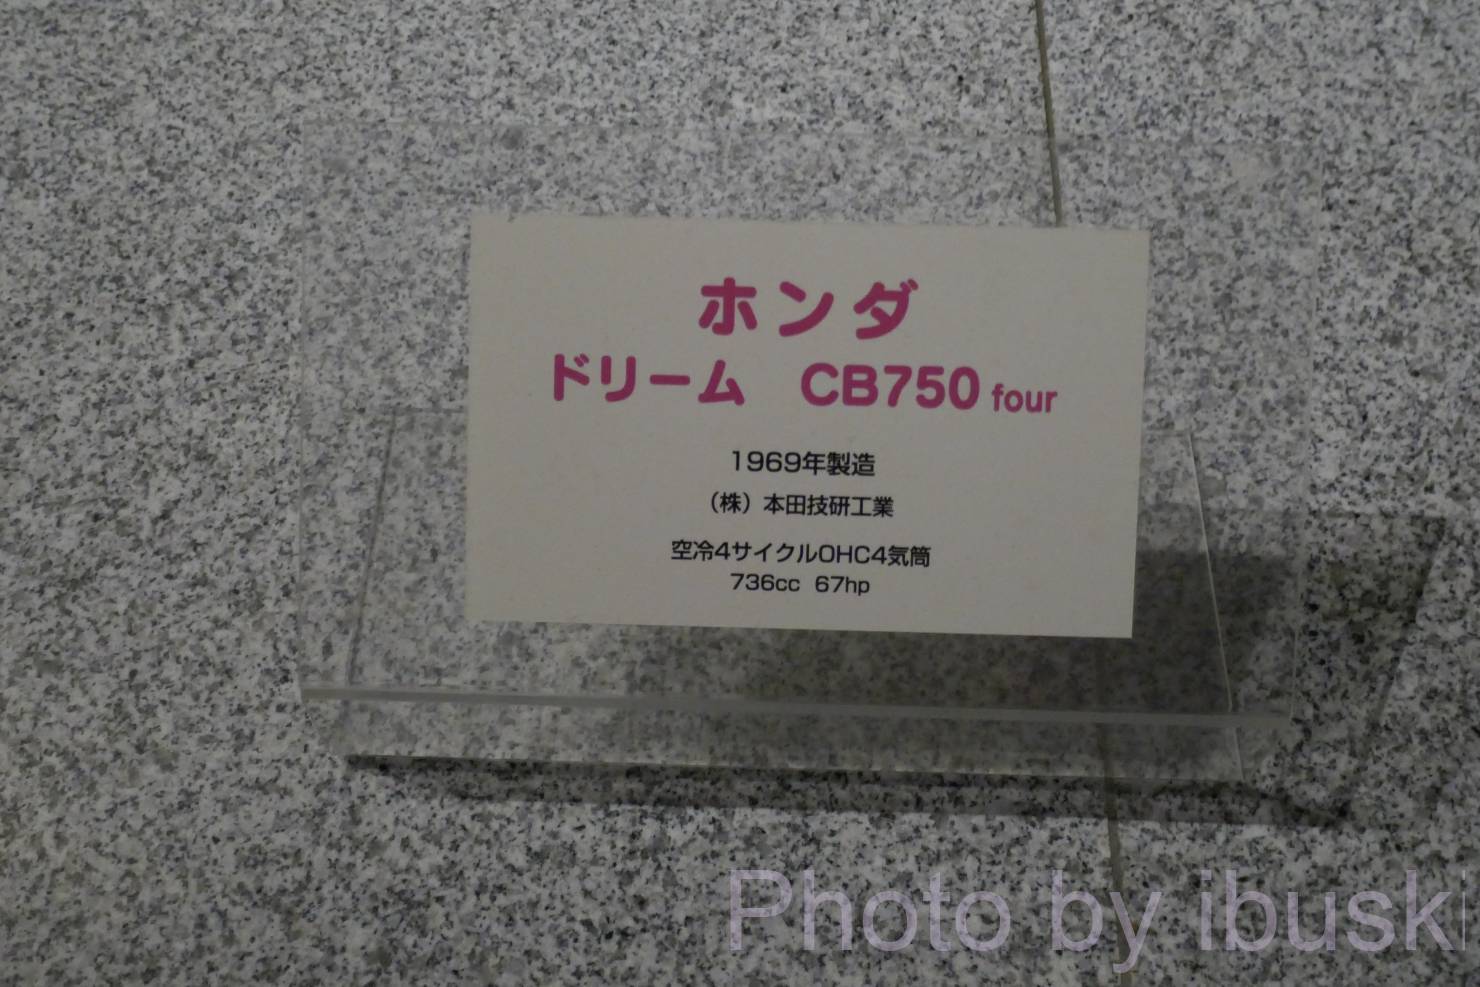 ホンダ
ドリーム　CB750 four
1969年製造
（株）本田技研工業
空冷4サイクルOHC4気筒
736cc 67hp
Photo by ibuski